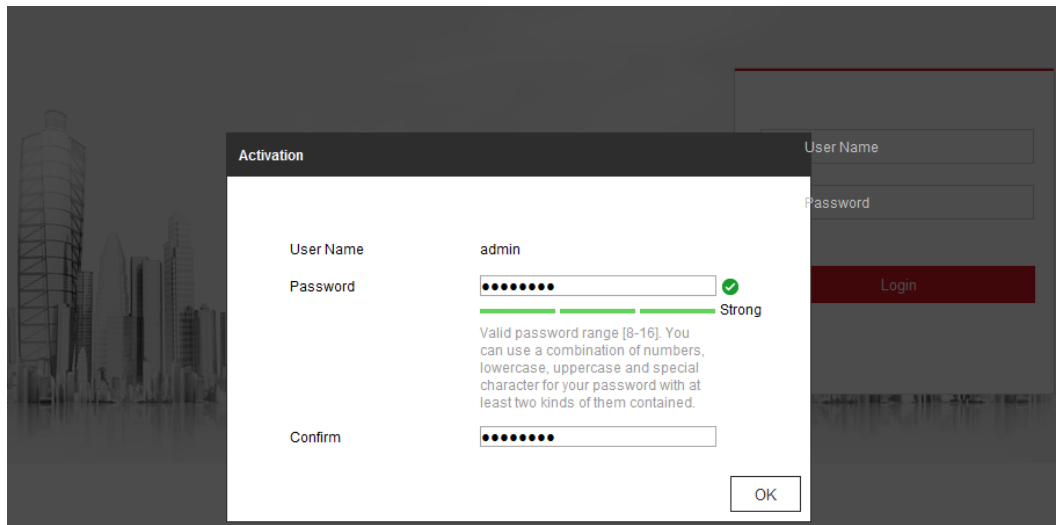 Activation
User Name
Password
Login
User Name admin
Password ●●●●●●●●
Strong
Valid password range [8-16]. You
can use a combination of numbers,
lowercase, uppercase and special
character for your password with at
least two kinds of them contained.
Confirm ●●●●●●●●
OK